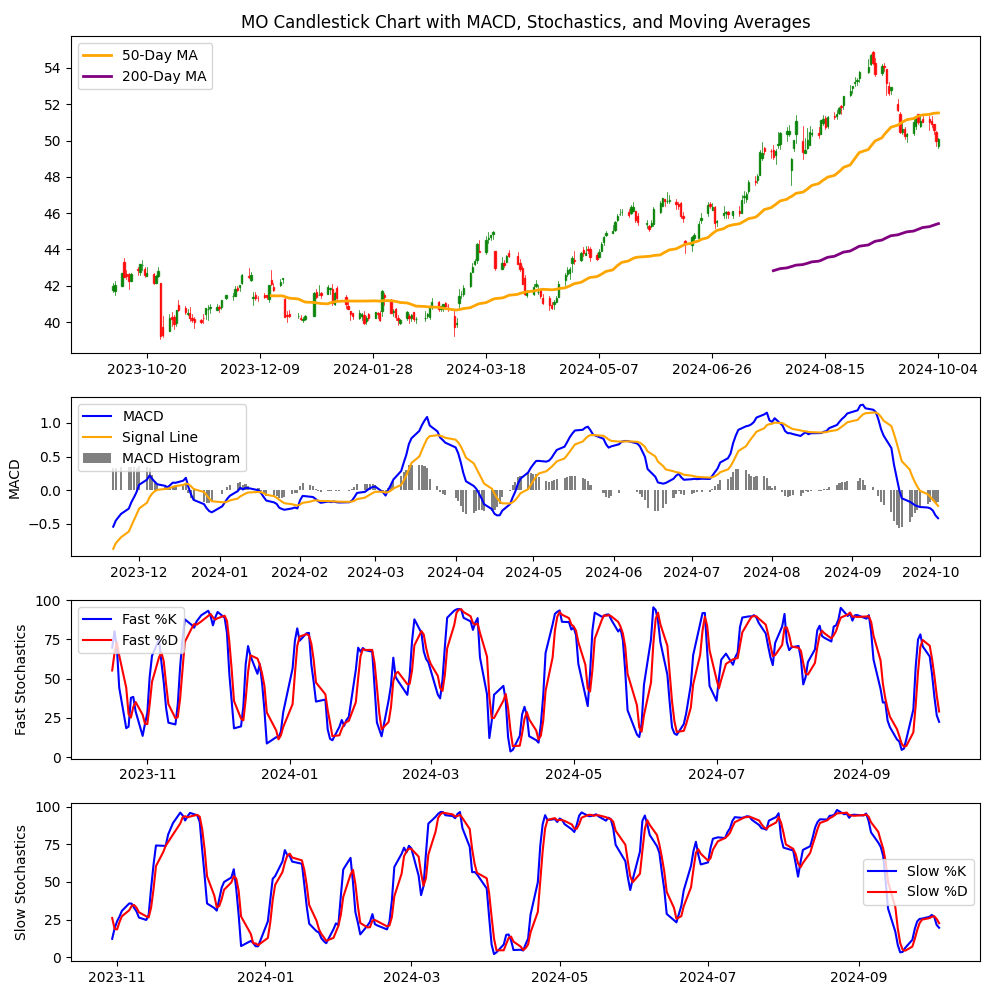 MO Candlestick Chart with MACD, Stochastics, and Moving Averages
50-Day MA
200-Day MA
54
52
50
48
46
44
42
40
2023-10-20 2023-12-09 2024-01-28 2024-03-18 2024-05-07 2024-06-26 2024-08-15 2024-10-04
MACD
MACD
Signal Line
MACD Histogram
1.0
0.5
0.0
−0.5
2023-12 2024-01 2024-02 2024-03 2024-04 2024-05 2024-06 2024-07 2024-08 2024-09 2024-10
Fast Stochastics
Fast %K
Fast %D
100
75
50
25
0
2023-11 2024-01 2024-03 2024-05 2024-07 2024-09
Slow Stochastics
100
75
50
25
0
Slow %K
Slow %D
2023-11 2024-01 2024-03 2024-05 2024-07 2024-09